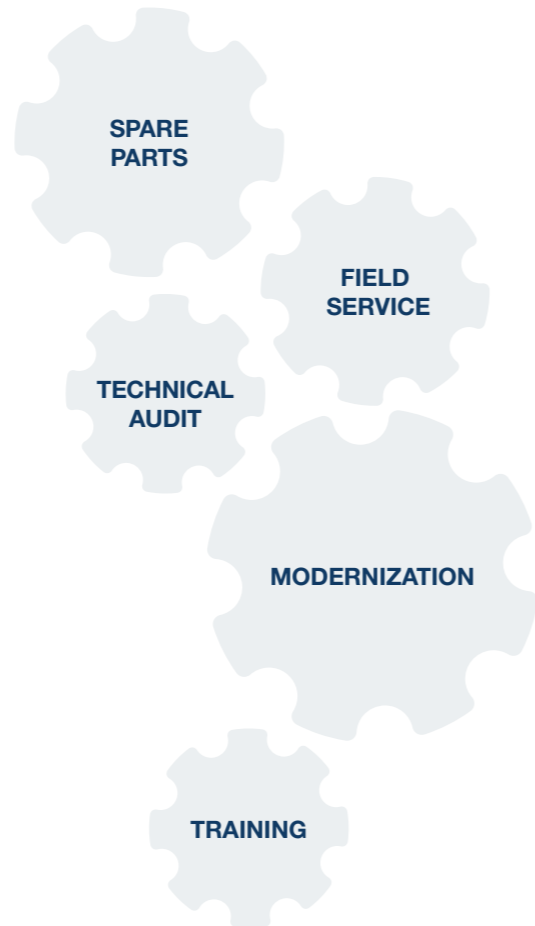 SPARE
PARTS
FIELD
SERVICE
TECHNICAL
AUDIT
MODERNIZATION
TRAINING